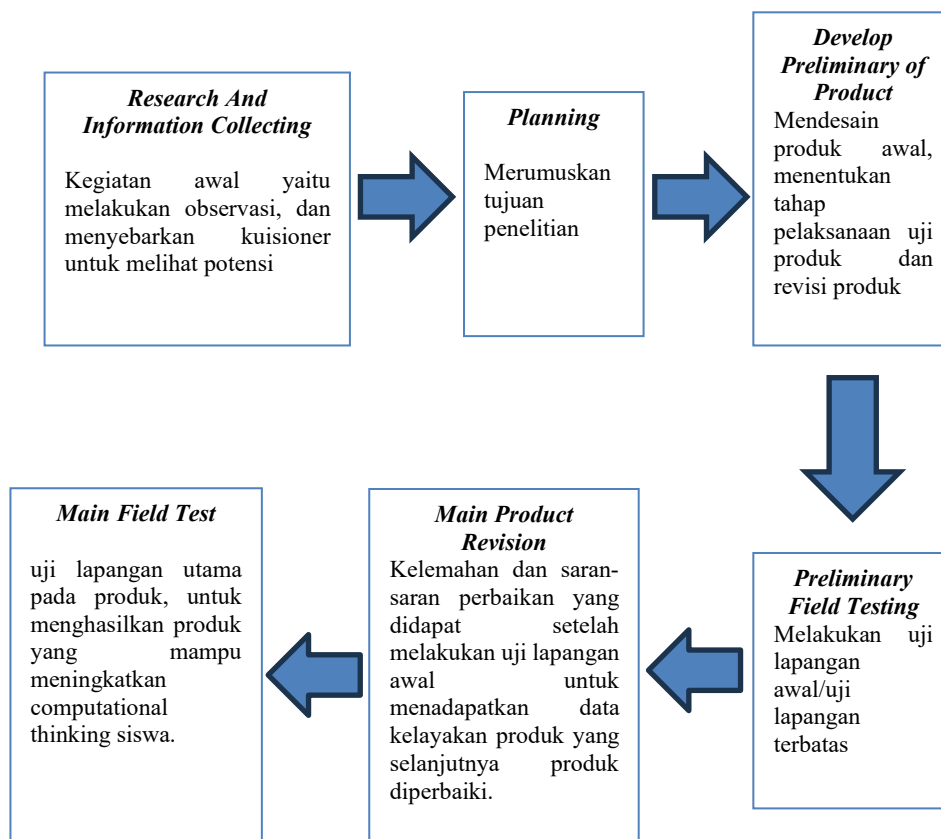 Research And
Information Collecting
Kegiatan awal yaitu
melakukan observasi, dan
menyebarkan kuisioner
untuk melihat potensi
Planning
Merumuskan
tujuan
penelitian
Develop
Preliminary of
Product
Mendesain
produk awal,
menentukan
tahap
pelaksanaan uji
produk dan
revisi produk
Preliminary
Field Testing
Melakukan uji
lapangan
awal/uji
lapangan
terbatas
Main Product
Revision
Kelemahan dan saran-
saran perbaikan yang
didapat setelah
melakukan uji lapangan
awal untuk
menadapatkan data
kelayakan produk yang
selanjutnya produk
diperbaiki.
Main Field Test
uji lapangan utama
pada produk, untuk
menghasilkan produk
yang mampu
meningkatkan
computational
thinking siswa.